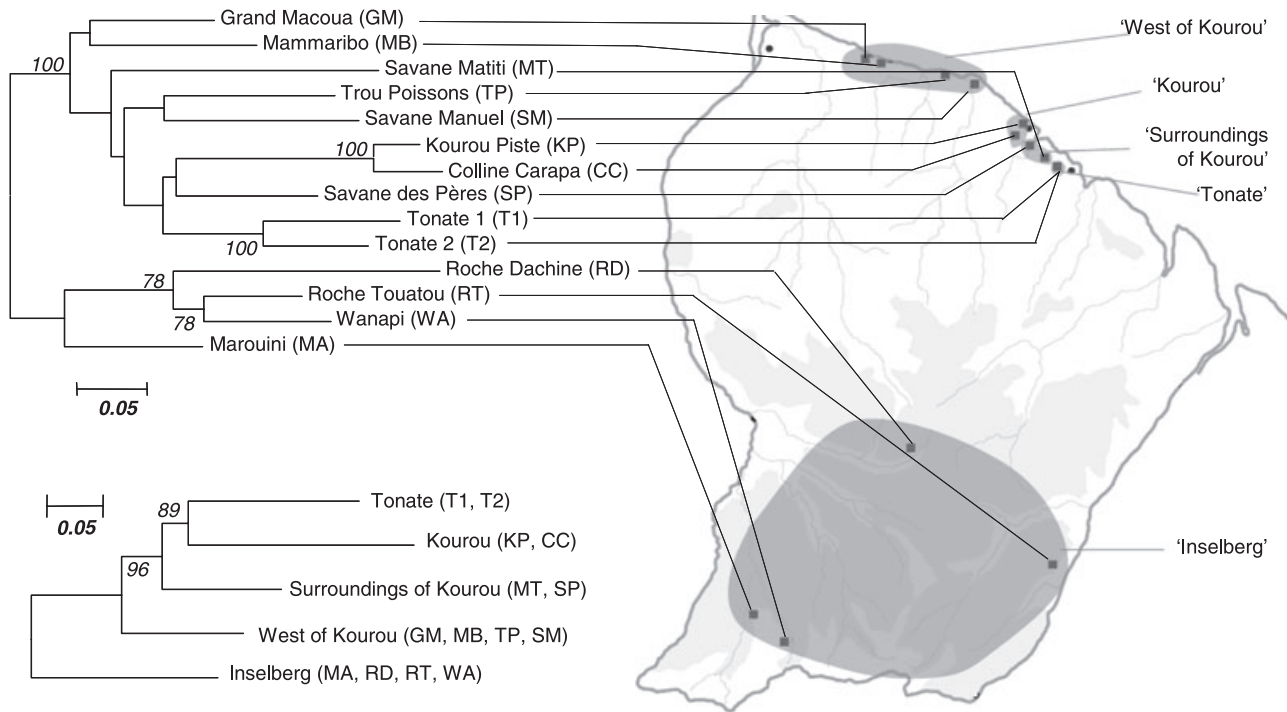 Grand Macoua (GM)
Mammaribo (MB)
100
Savane Matiti (MT)
Trou Poissons (TP)
Savane Manuel (SM)
100
Kourou Piste (KP)
Colline Carapa (CC)
Savane des Pères (SP)
Tonate 1 (T1)
100
Tonate 2 (T2)
Roche Dachine (RD)
78
Roche Touatou (RT)
78
Wanapi (WA)
Marouini (MA)
0.05
'West of Kourou'
'Kourou'
'Surroundings
of Kourou'
'Tonate'
'Inselberg'
0.05
89
Tonate (T1, T2)
96
Kourou (KP, CC)
Surroundings of Kourou (MT, SP)
West of Kourou (GM, MB, TP, SM)
Inselberg (MA, RD, RT, WA)